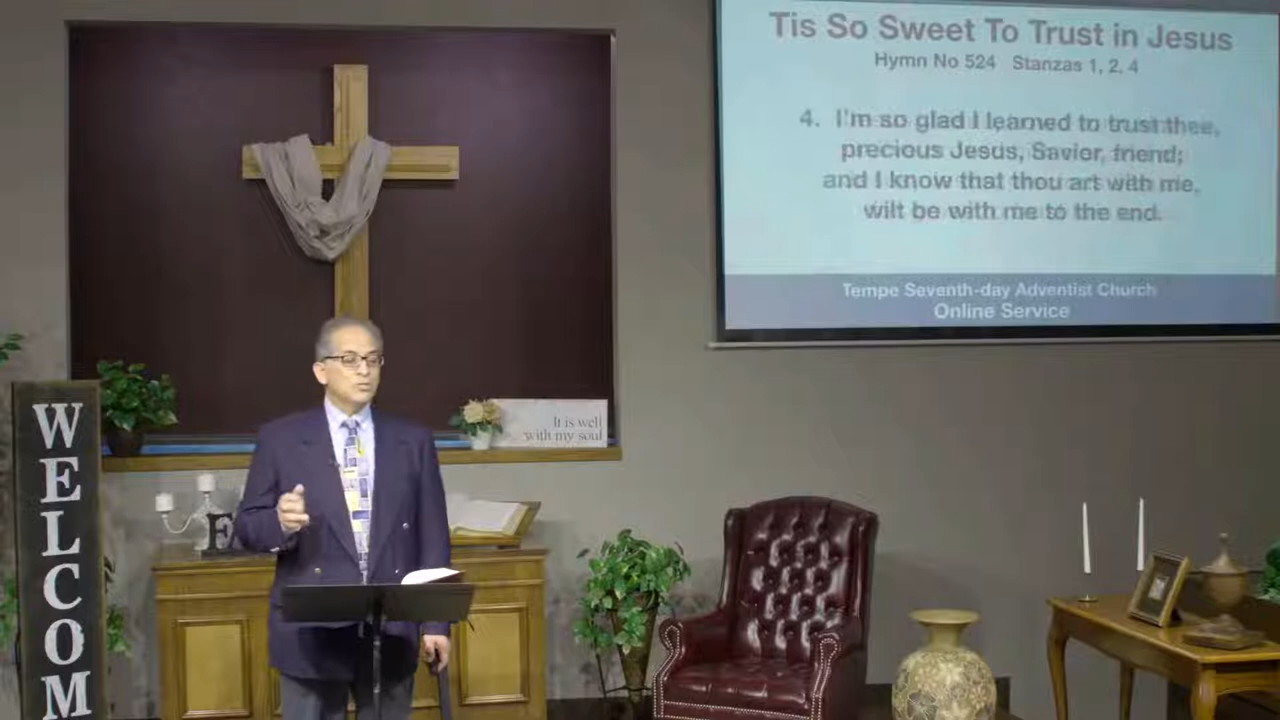 Tis So Sweet To Trust in Jesus
Hymn No 524 Stanzas 1, 2, 4
4. I'm so glad I learned to trust thee,
precious Jesus, Savior, friend;
and I know that thou art with me,
wilt be with me to the end.
Tempe Seventh-day Adventist Church
Online Service
WELCOM
It is well
with my soul
E